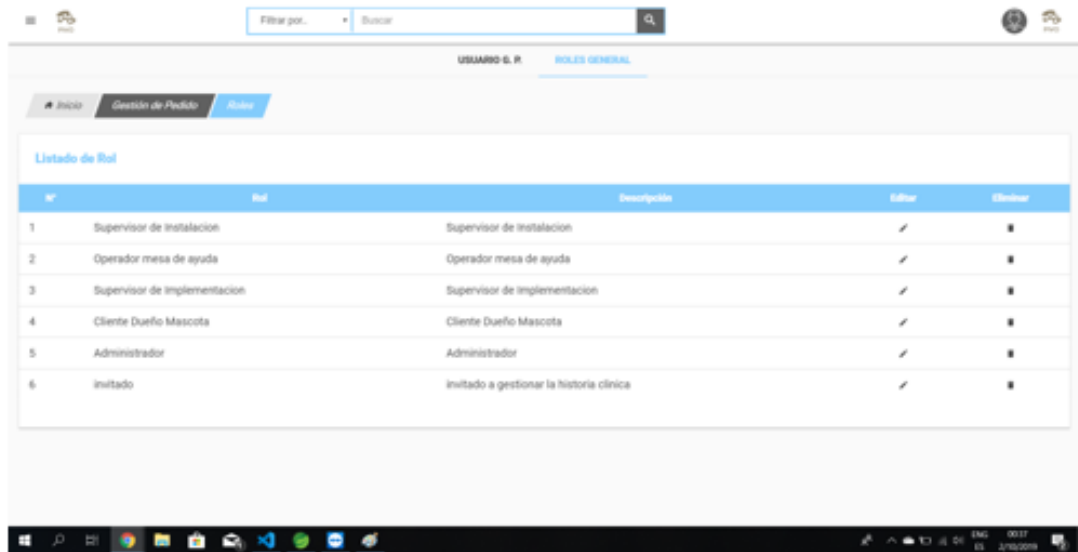 Filtrar por.. Buscar
USUARIO G. P. ROLES GENERAL
Inicio Gestión de Pedido Roles
Listado de Rol
N° Rol Descripción Editar Eliminar
1 Supervisor de Instalacion Supervisor de Instalacion
2 Operador mesa de ayuda Operador mesa de ayuda
3 Supervisor de Implementacion Supervisor de Implementacion
4 Cliente Dueño Mascota Cliente Dueño Mascota
5 Administrador Administrador
6 invitado invitado a gestionar la historia clinica
ENG 00:37
ES 2/10/2019